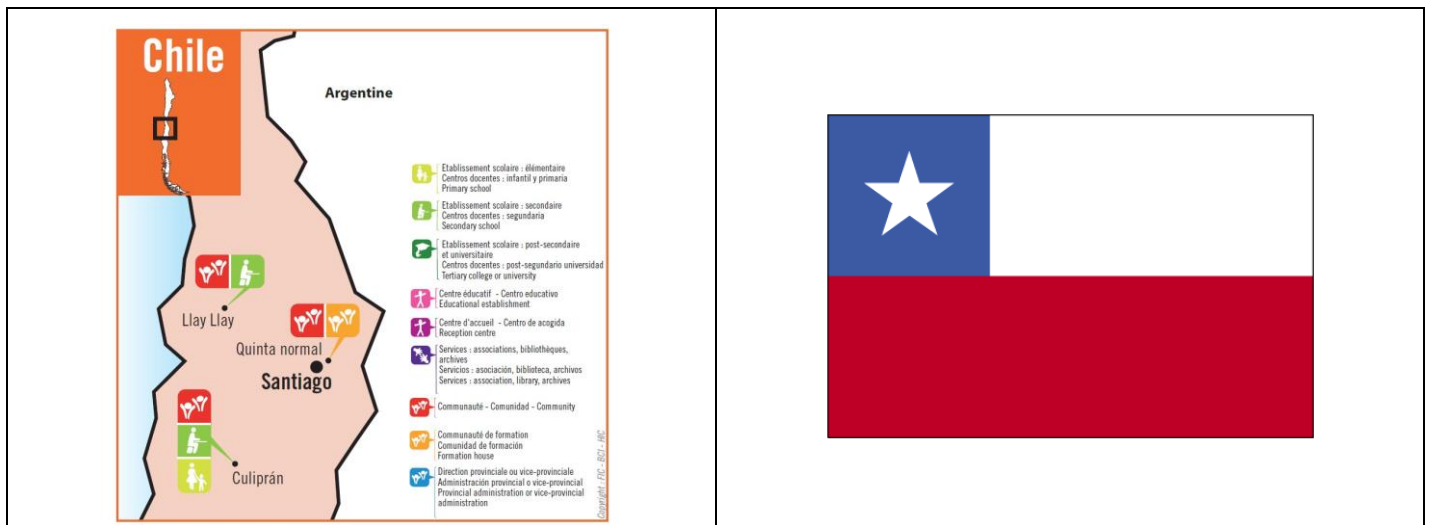 Chile
Argentine
Etablissement scolaire : élémentaire
Centros docentes : infantil y primaria
Primary school
Etablissement scolaire : secondaire
Centros docentes : segundaria
Secondary school
Etablissement scolaire : post-secondaire
et universitaire
Centros docentes : post-segundario universidad
Tertiary college or university
Centre éducatif - Centro educativo
Educational establishment
Centre d'accueil - Centro de acogida
Reception centre
Services : associations, bibliothèques,
archives
Servicios : asociación, biblioteca, archivos
Services : association, library, archives
Communauté - Comunidad - Community
Communauté de formation
Comunidad de formación
Formation house
Direction provinciale ou vice-provinciale
Administración provincial o vice-provincial
Provincial administration or vice-provincial
administration
Llay Llay
Quinta normal
Santiago
Culiprán
Copyright : FIC - BCI - HIC